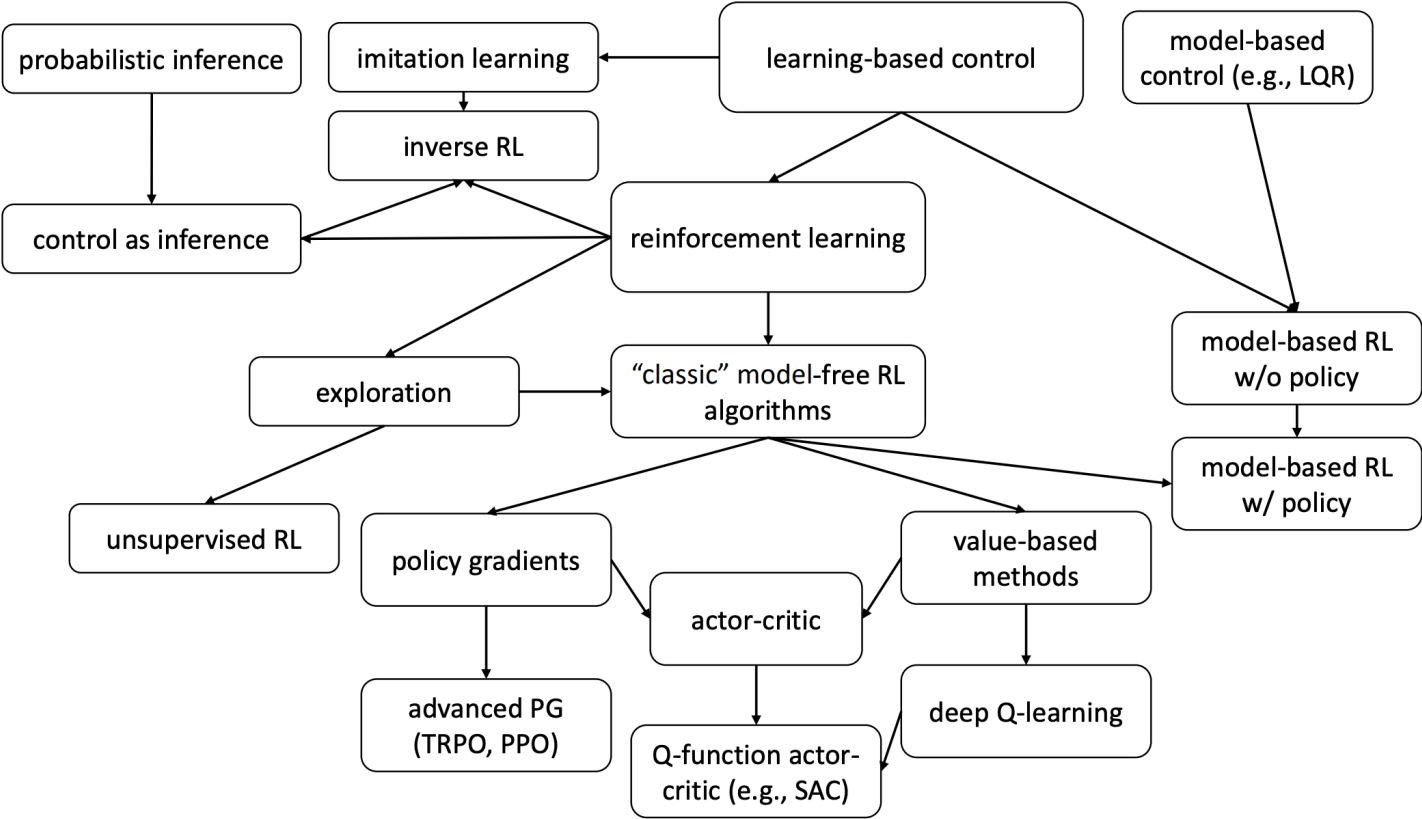 probabilistic inference
imitation learning
learning-based control
model-based
control (e.g., LQR)
inverse RL
control as inference
reinforcement learning
model-based RL
w/o policy
exploration
“classic” model-free RL
algorithms
model-based RL
w/ policy
unsupervised RL
policy gradients
value-based
methods
actor-critic
advanced PG
(TRPO, PPO)
deep Q-learning
Q-function actor-
critic (e.g., SAC)